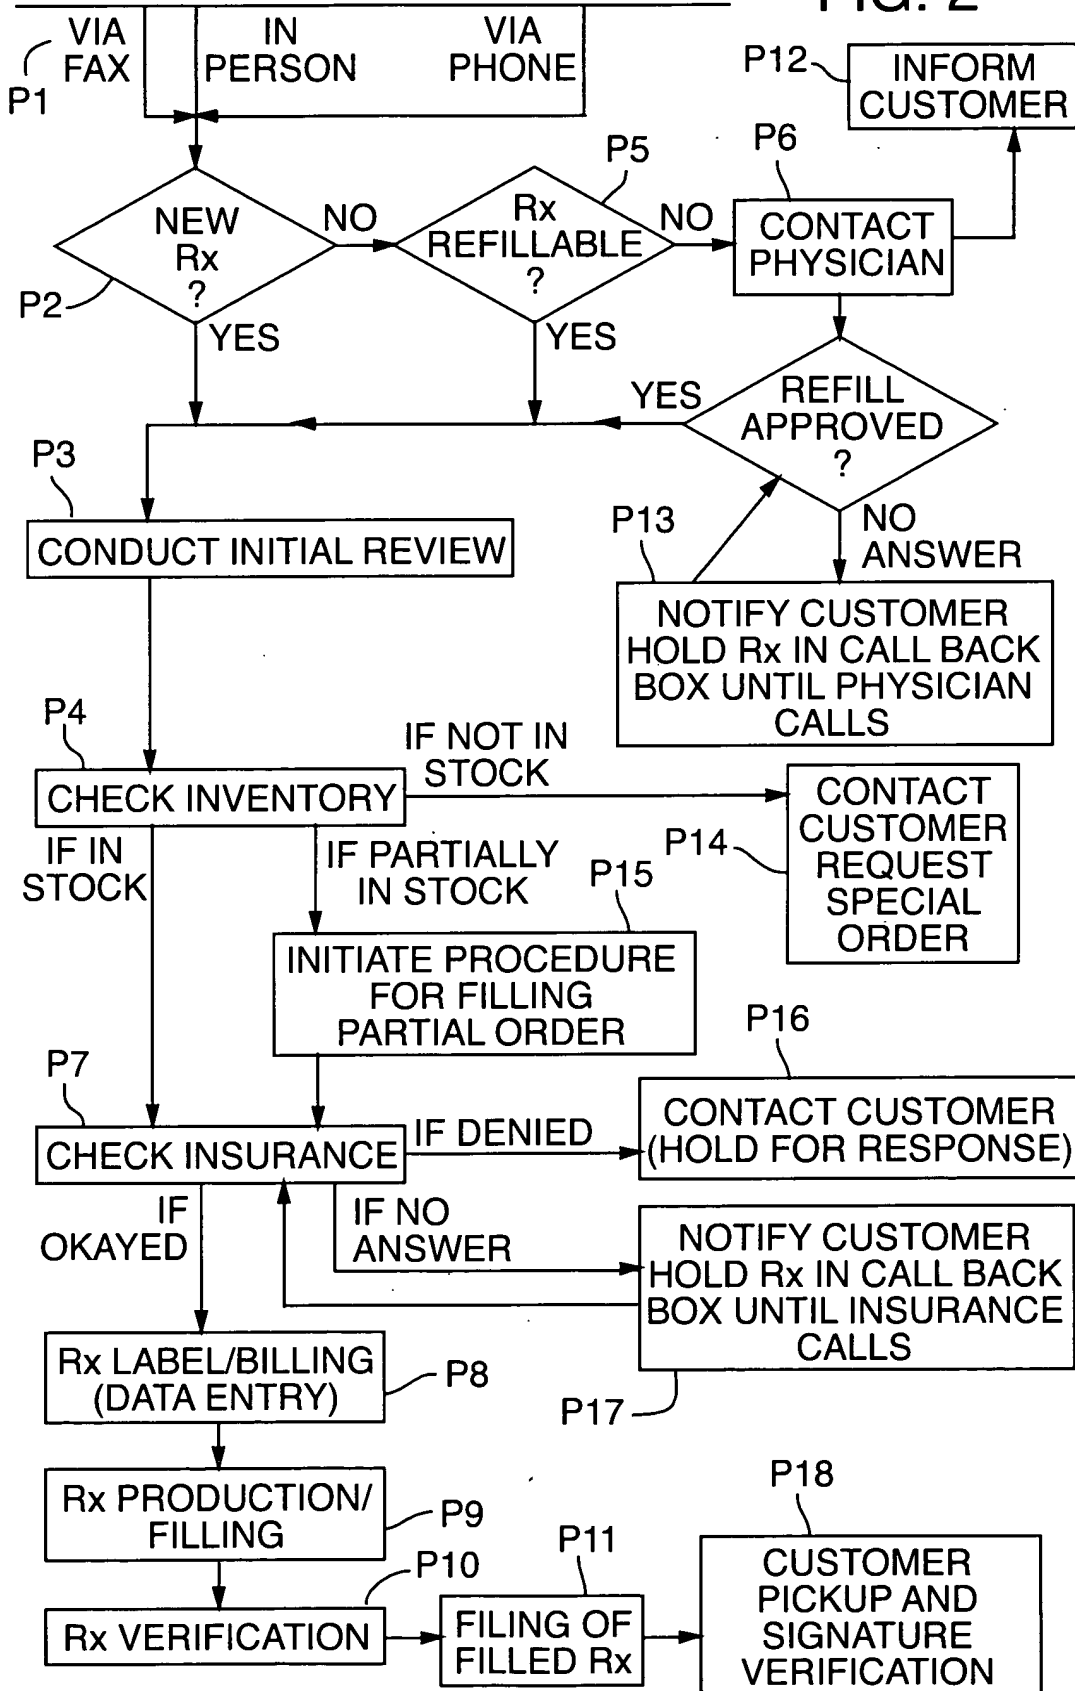 FIG. 2
VIA
FAX
IN
PERSON
VIA
PHONE
P1
P12
INFORM
CUSTOMER
P6
P5
NEW
Rx
?
NO
Rx
REFILLABLE
?
NO
CONTACT
PHYSICIAN
P2
YES
YES
YES
REFILL
APPROVED
?
P3
P13
NO
ANSWER
CONDUCT INITIAL REVIEW
NOTIFY CUSTOMER
HOLD Rx IN CALL BACK
BOX UNTIL PHYSICIAN
CALLS
P4
IF NOT IN
STOCK
CHECK INVENTORY
CONTACT
CUSTOMER
REQUEST
SPECIAL
ORDER
P14
IF IN
STOCK
IF PARTIALLY
IN STOCK
P15
INITIATE PROCEDURE
FOR FILLING
PARTIAL ORDER
P16
P7
CHECK INSURANCE
IF DENIED
CONTACT CUSTOMER
(HOLD FOR RESPONSE)
IF
OKAYED
IF NO
ANSWER
NOTIFY CUSTOMER
HOLD Rx IN CALL BACK
BOX UNTIL INSURANCE
CALLS
P17
Rx LABEL/BILLING
(DATA ENTRY)
P8
Rx PRODUCTION/
FILLING
P9
P10
P11
P18
Rx VERIFICATION
FILING OF
FILLED Rx
CUSTOMER
PICKUP AND
SIGNATURE
VERIFICATION